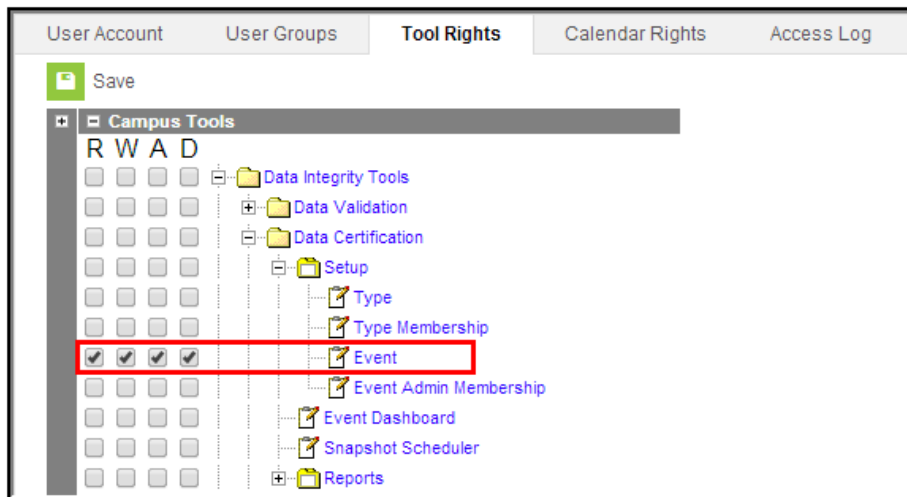 User Account User Groups Tool Rights Calendar Rights Access Log
Save
Campus Tools
R W A D
Data Integrity Tools
Data Validation
Data Certification
Setup
Type
Type Membership
Event
Event Admin Membership
Event Dashboard
Snapshot Scheduler
Reports